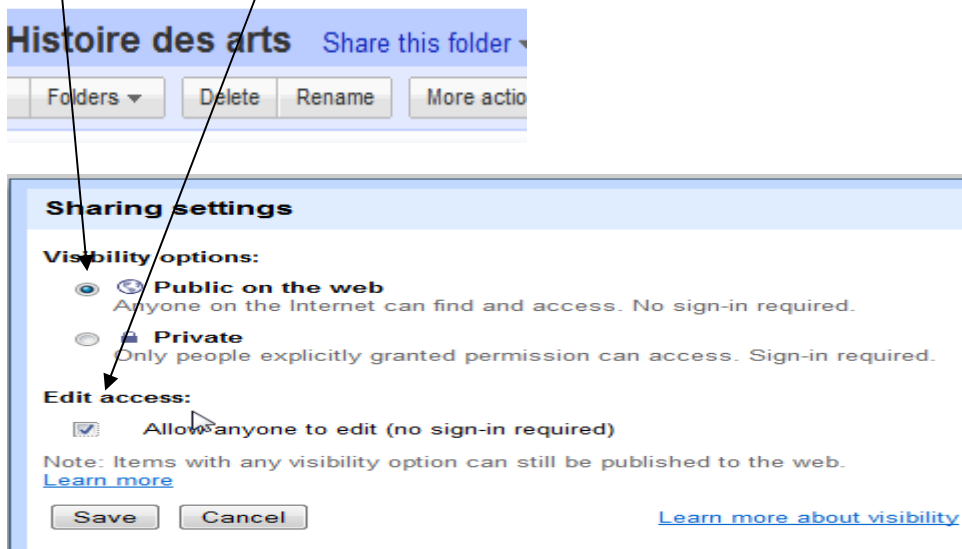 Histoire des arts Share this folder
Folders Delete Rename More actio
Sharing settings
Visibility options:
Public on the web
Anyone on the Internet can find and access. No sign-in required.
Private
Only people explicitly granted permission can access. Sign-in required.
Edit access:
Allow anyone to edit (no sign-in required)
Note: Items with any visibility option can still be published to the web.
Learn more
Save Cancel Learn more about visibility